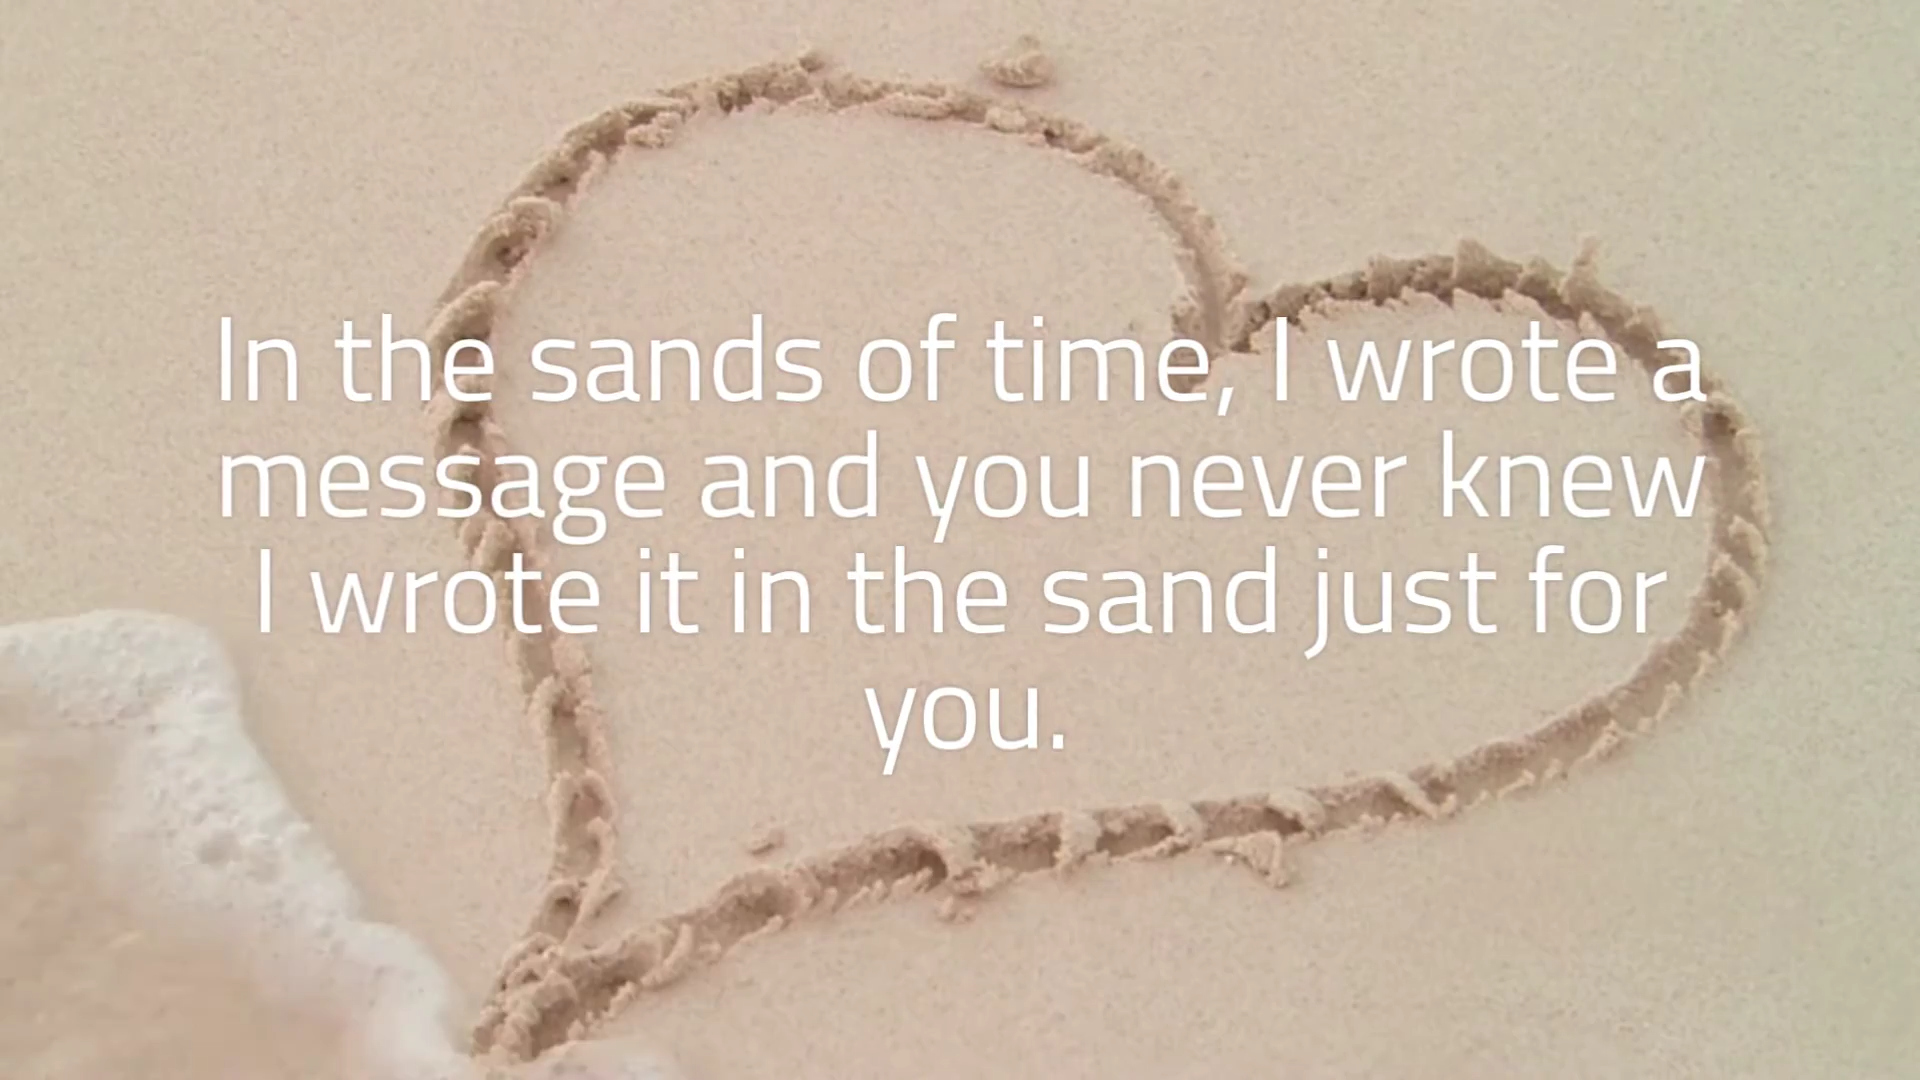 In the sands of time, I wrote a
message and you never knew
I wrote it in the sand just for
you.